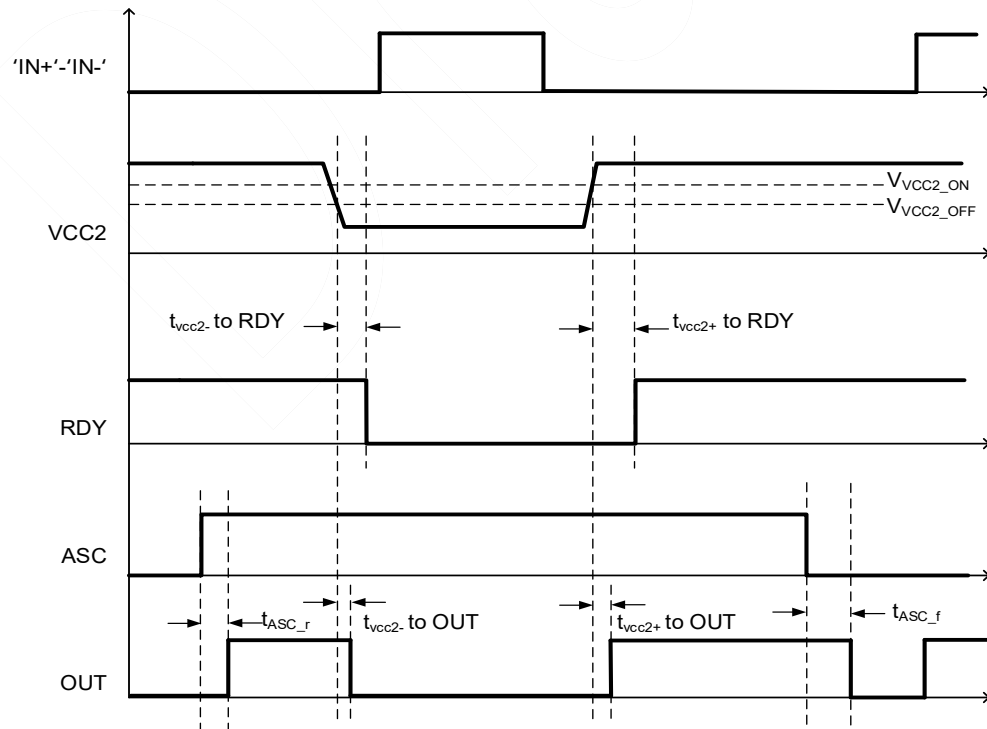 ‘IN+‘-‘IN-‘
VVCC2_ON
VVCC2_OFF
VCC2
tvcc2- to RDY
tvcc2+ to RDY
RDY
ASC
tASC_r
tvcc2- to OUT
tvcc2+ to OUT
tASC_f
OUT